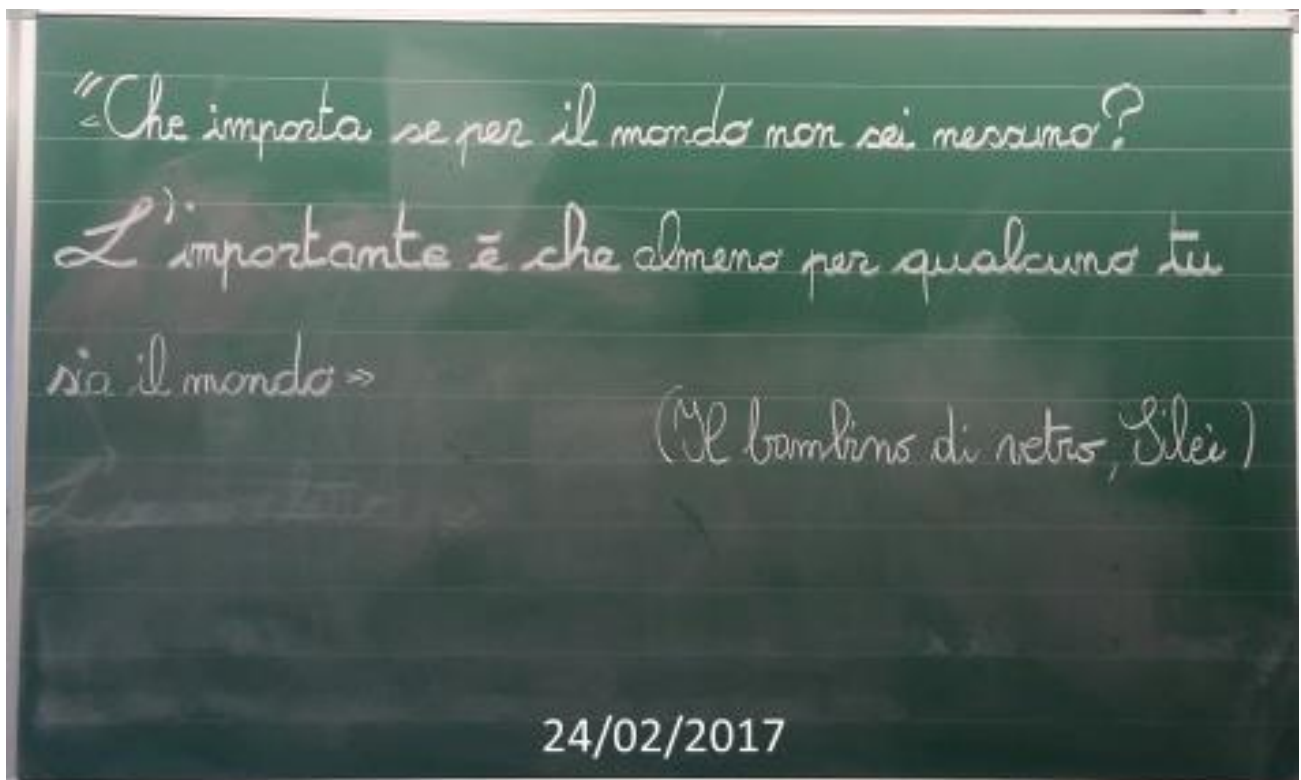 "Che importa se per il mondo non sei nessuno?
L'importante è che almeno per qualcuno tu
sia il mondo»
(Il bambino di vetro, Silei)
24/02/2017